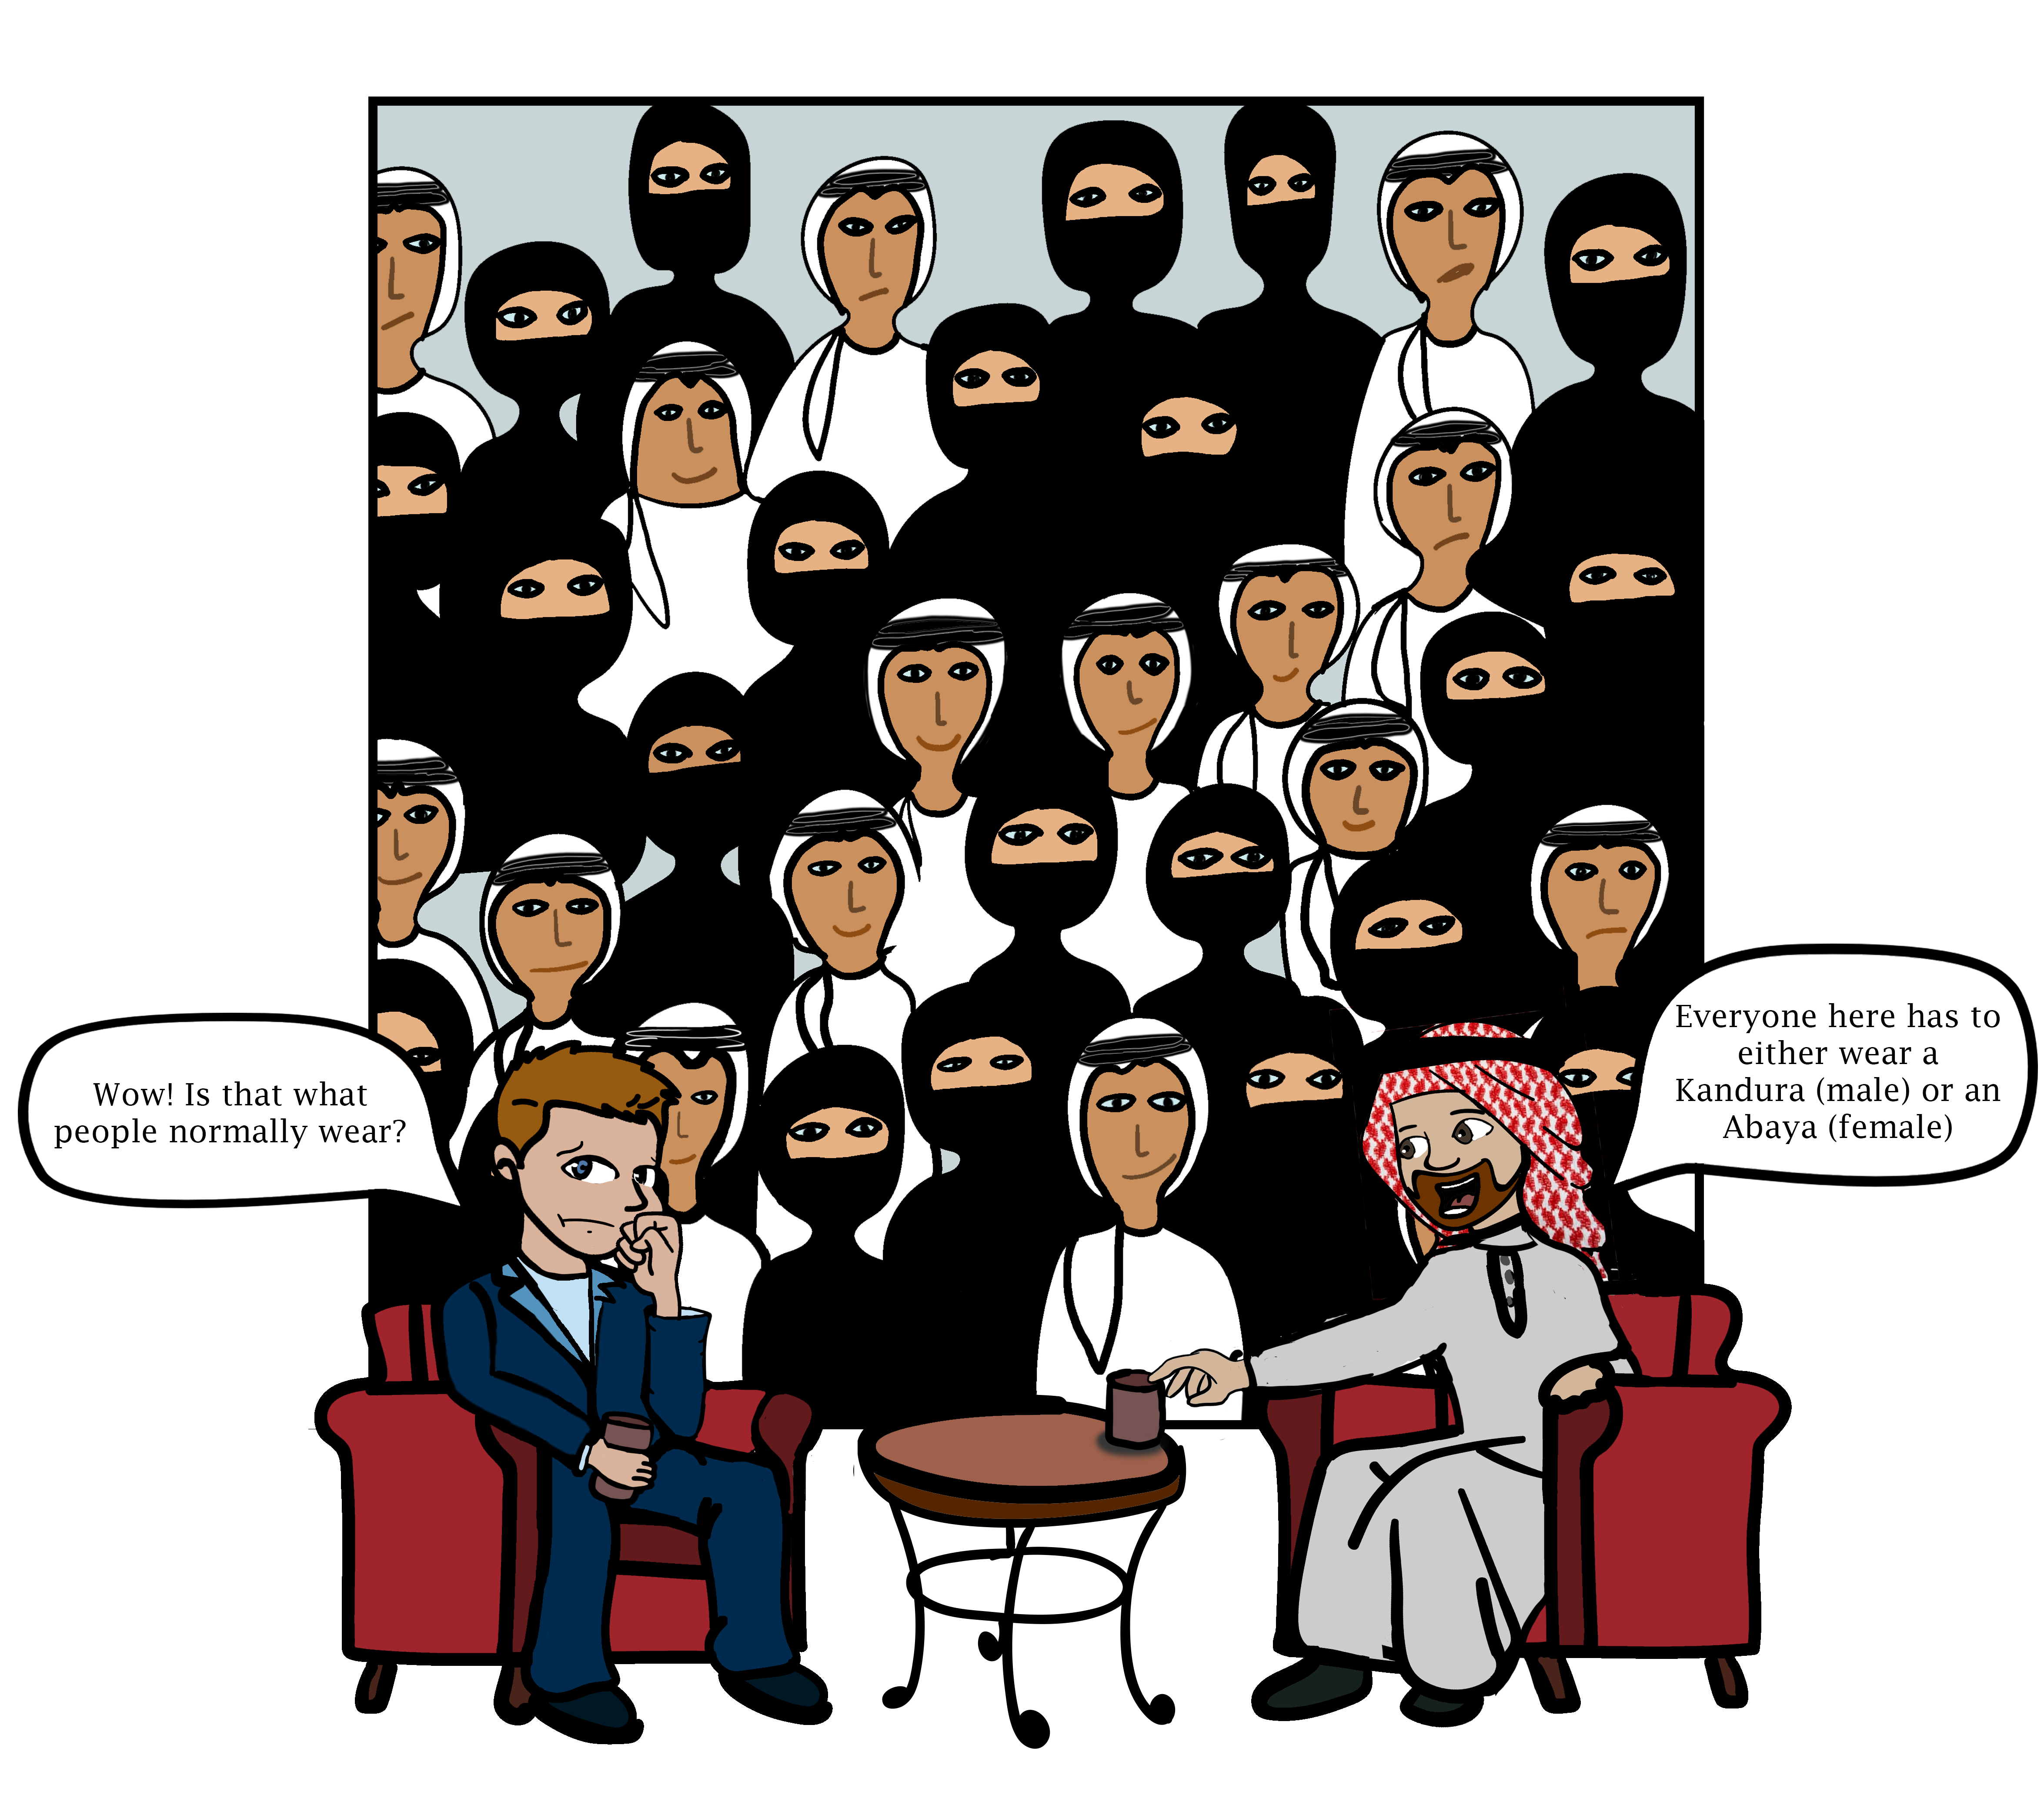 Wow! Is that what
people normally wear?
Everyone here has to
either wear a
Kandura (male) or an
Abaya (female)